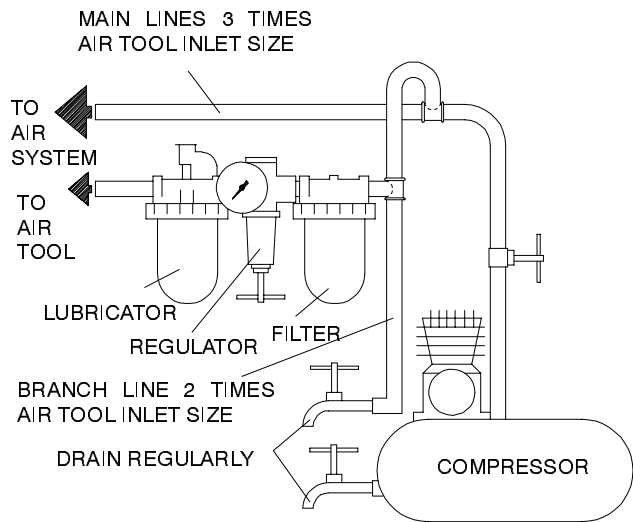 MAIN LINES 3 TIMES
AIR TOOL INLET SIZE
TO
AIR
SYSTEM
TO
AIR
TOOL
LUBRICATOR
REGULATOR
FILTER
BRANCH LINE 2 TIMES
AIR TOOL INLET SIZE
DRAIN REGULARLY
COMPRESSOR